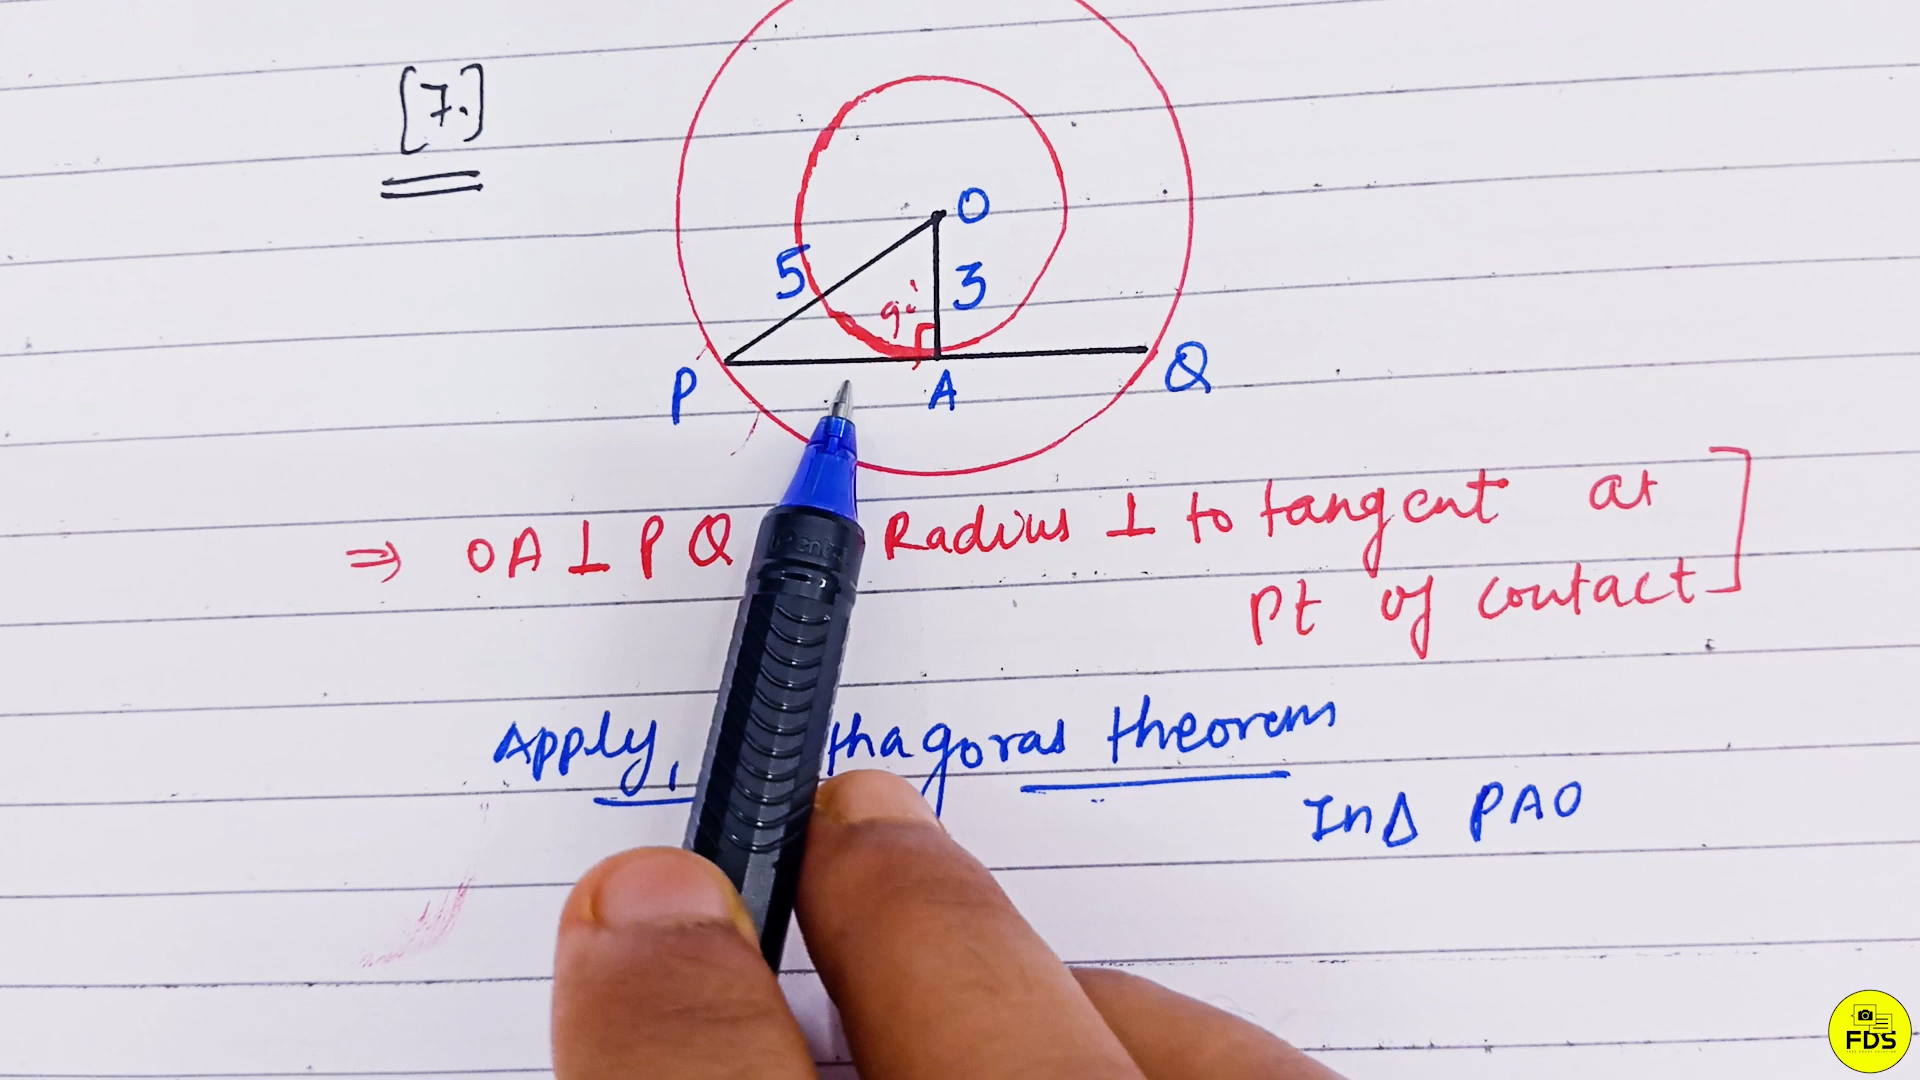 [7.]
O
5
3
90°
P
A
Q
⇒ OA ⊥ PQ Radius ⊥ to tangent at
pt of contact]
Apply, thagoras theorem
In Δ PAO
FDS